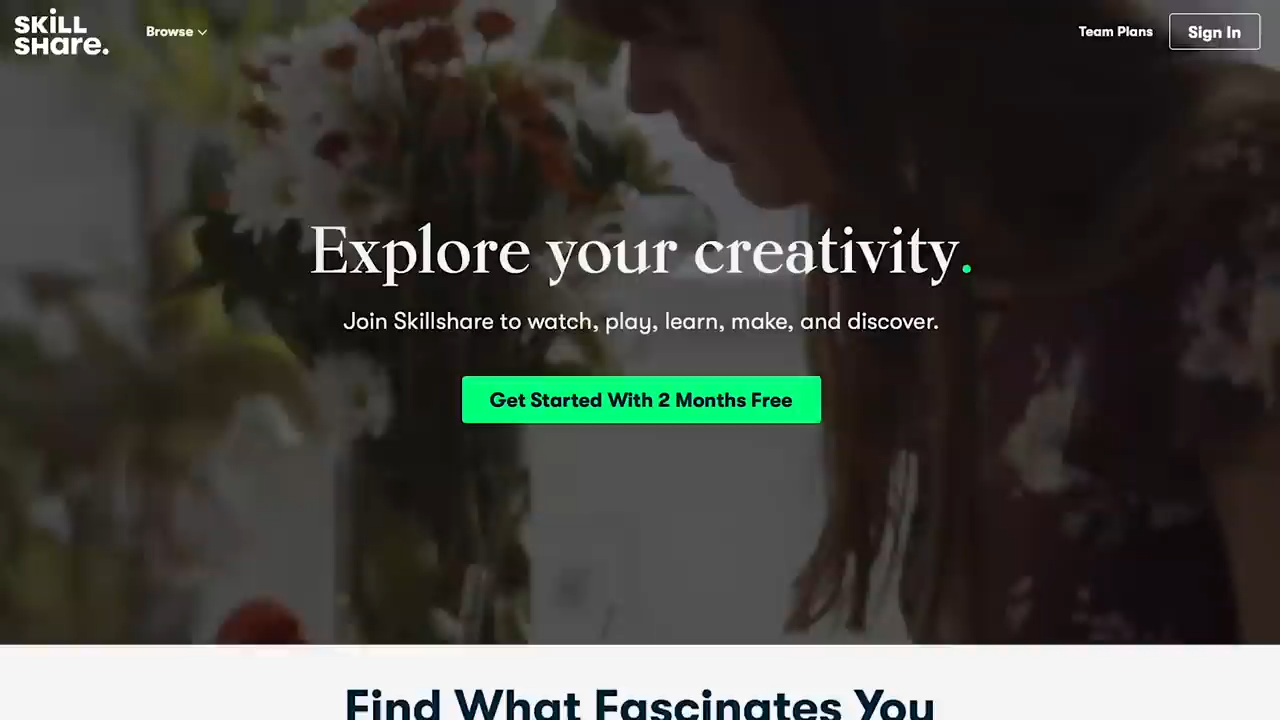 SKiLL
SHare.
Browse
Team Plans
Sign In
Explore your creativity.
Join Skillshare to watch, play, learn, make, and discover.
Get Started With 2 Months Free
Find What Fascinates You